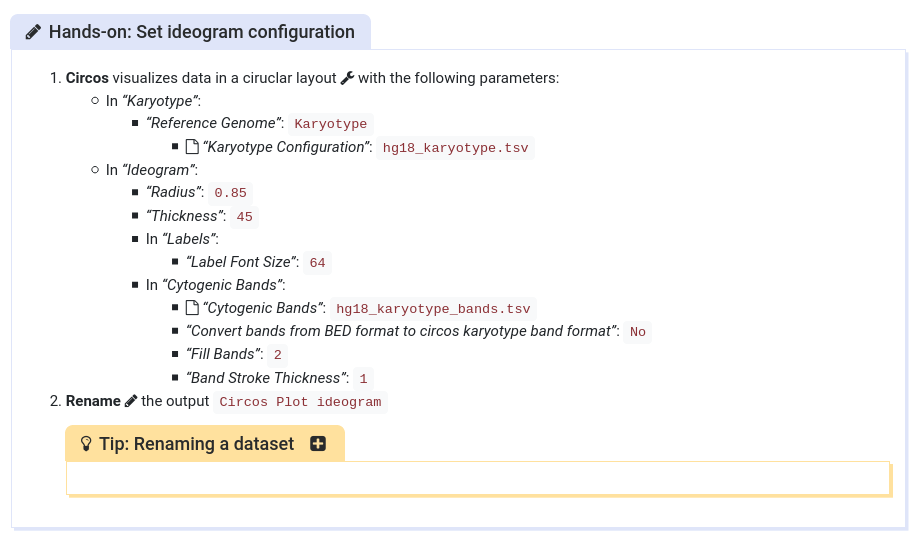 Hands-on: Set ideogram configuration
1. Circos visualizes data in a ciruclar layout with the following parameters:
In “Karyotype”:
“Reference Genome”: Karyotype
“Karyotype Configuration”: hg18_karyotype.tsv
In “Ideogram”:
“Radius”: 0.85
“Thickness”: 45
In “Labels”:
“Label Font Size”: 64
In “Cytogenic Bands”:
“Cytogenic Bands”: hg18_karyotype_bands.tsv
“Convert bands from BED format to circos karyotype band format”: No
“Fill Bands”: 2
“Band Stroke Thickness”: 1
2. Rename the output Circos Plot ideogram
Tip: Renaming a dataset